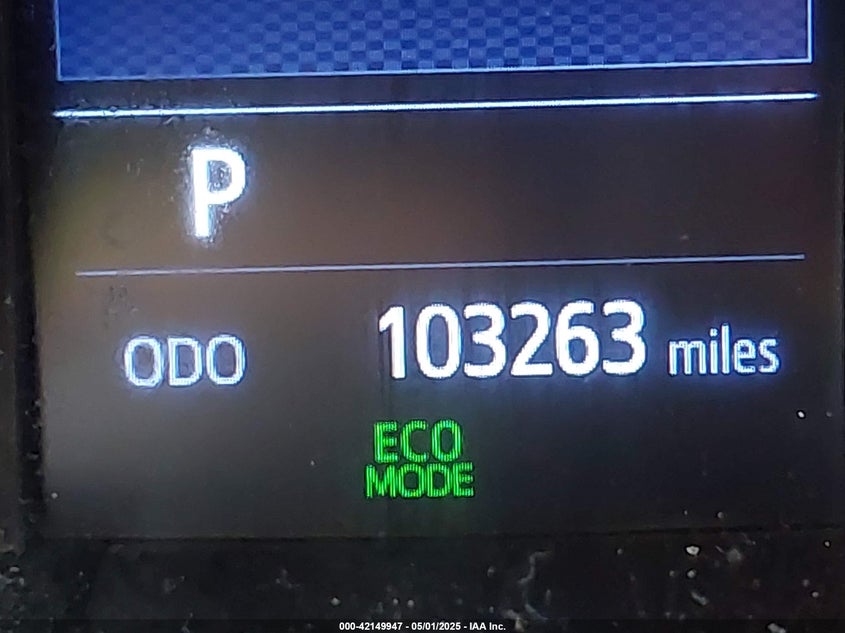 P
ODO 103263 miles
ECO
MODE
000-42149947 - 05/01/2025 - IAA Inc.